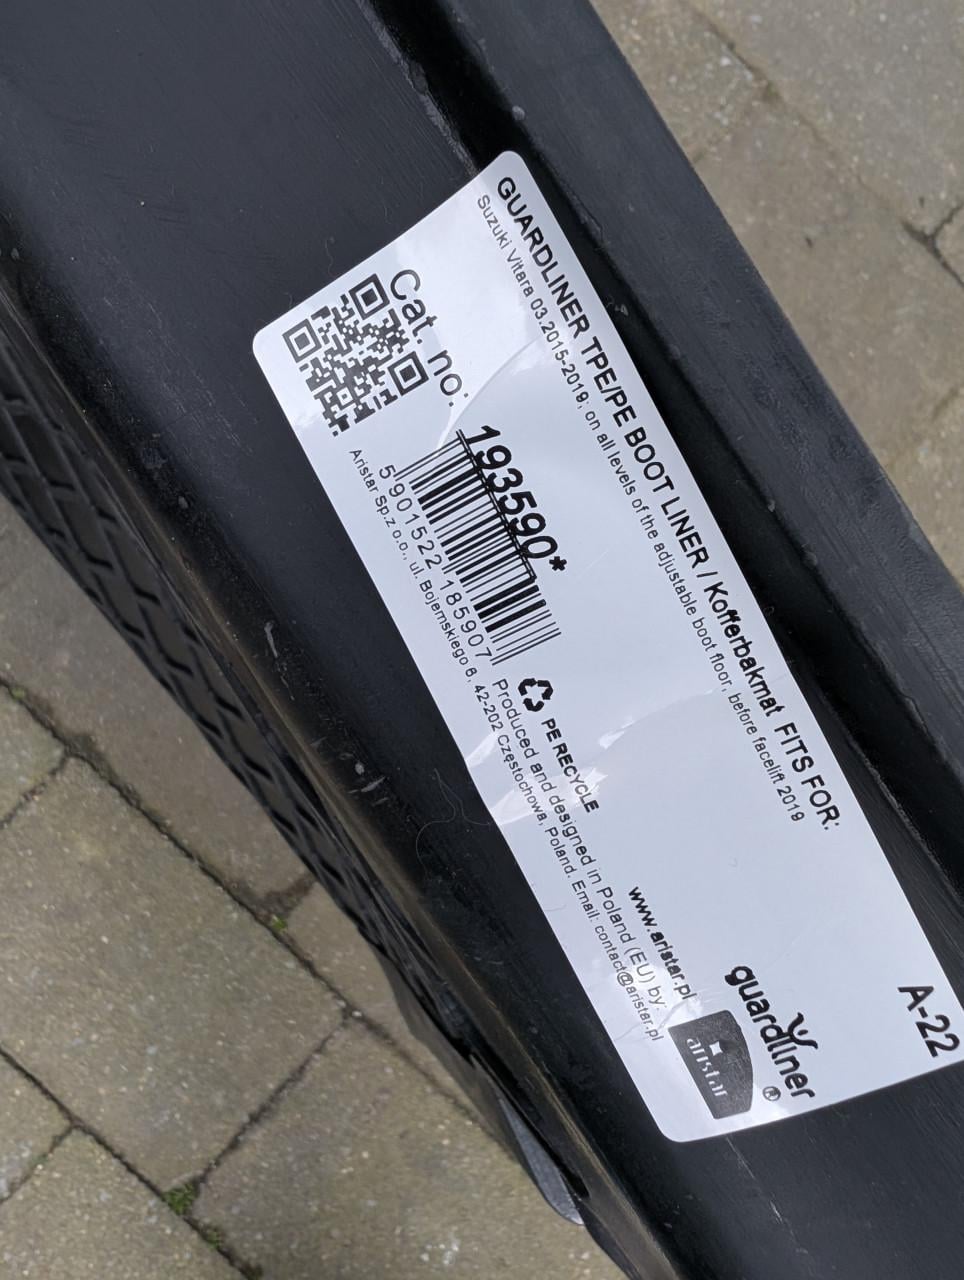 GUARDLINER TPE/PE BOOT LINER / Kofferbakmat FITS FOR:
Suzuki Vitara 03.2015-2019; on all levels of the adjustable boot floor, before facelift 2019
A-22
Cat. no:
193590*
5 901522 185907
PE RECYCLE
www.aristar.pl
guardliner ®
aristar
Produced and designed in Poland (EU) by:
Aristar Sp.z o.o., ul. Bojemskiego 6, 42-202 Częstochowa, Poland. Email: contact@aristar.pl